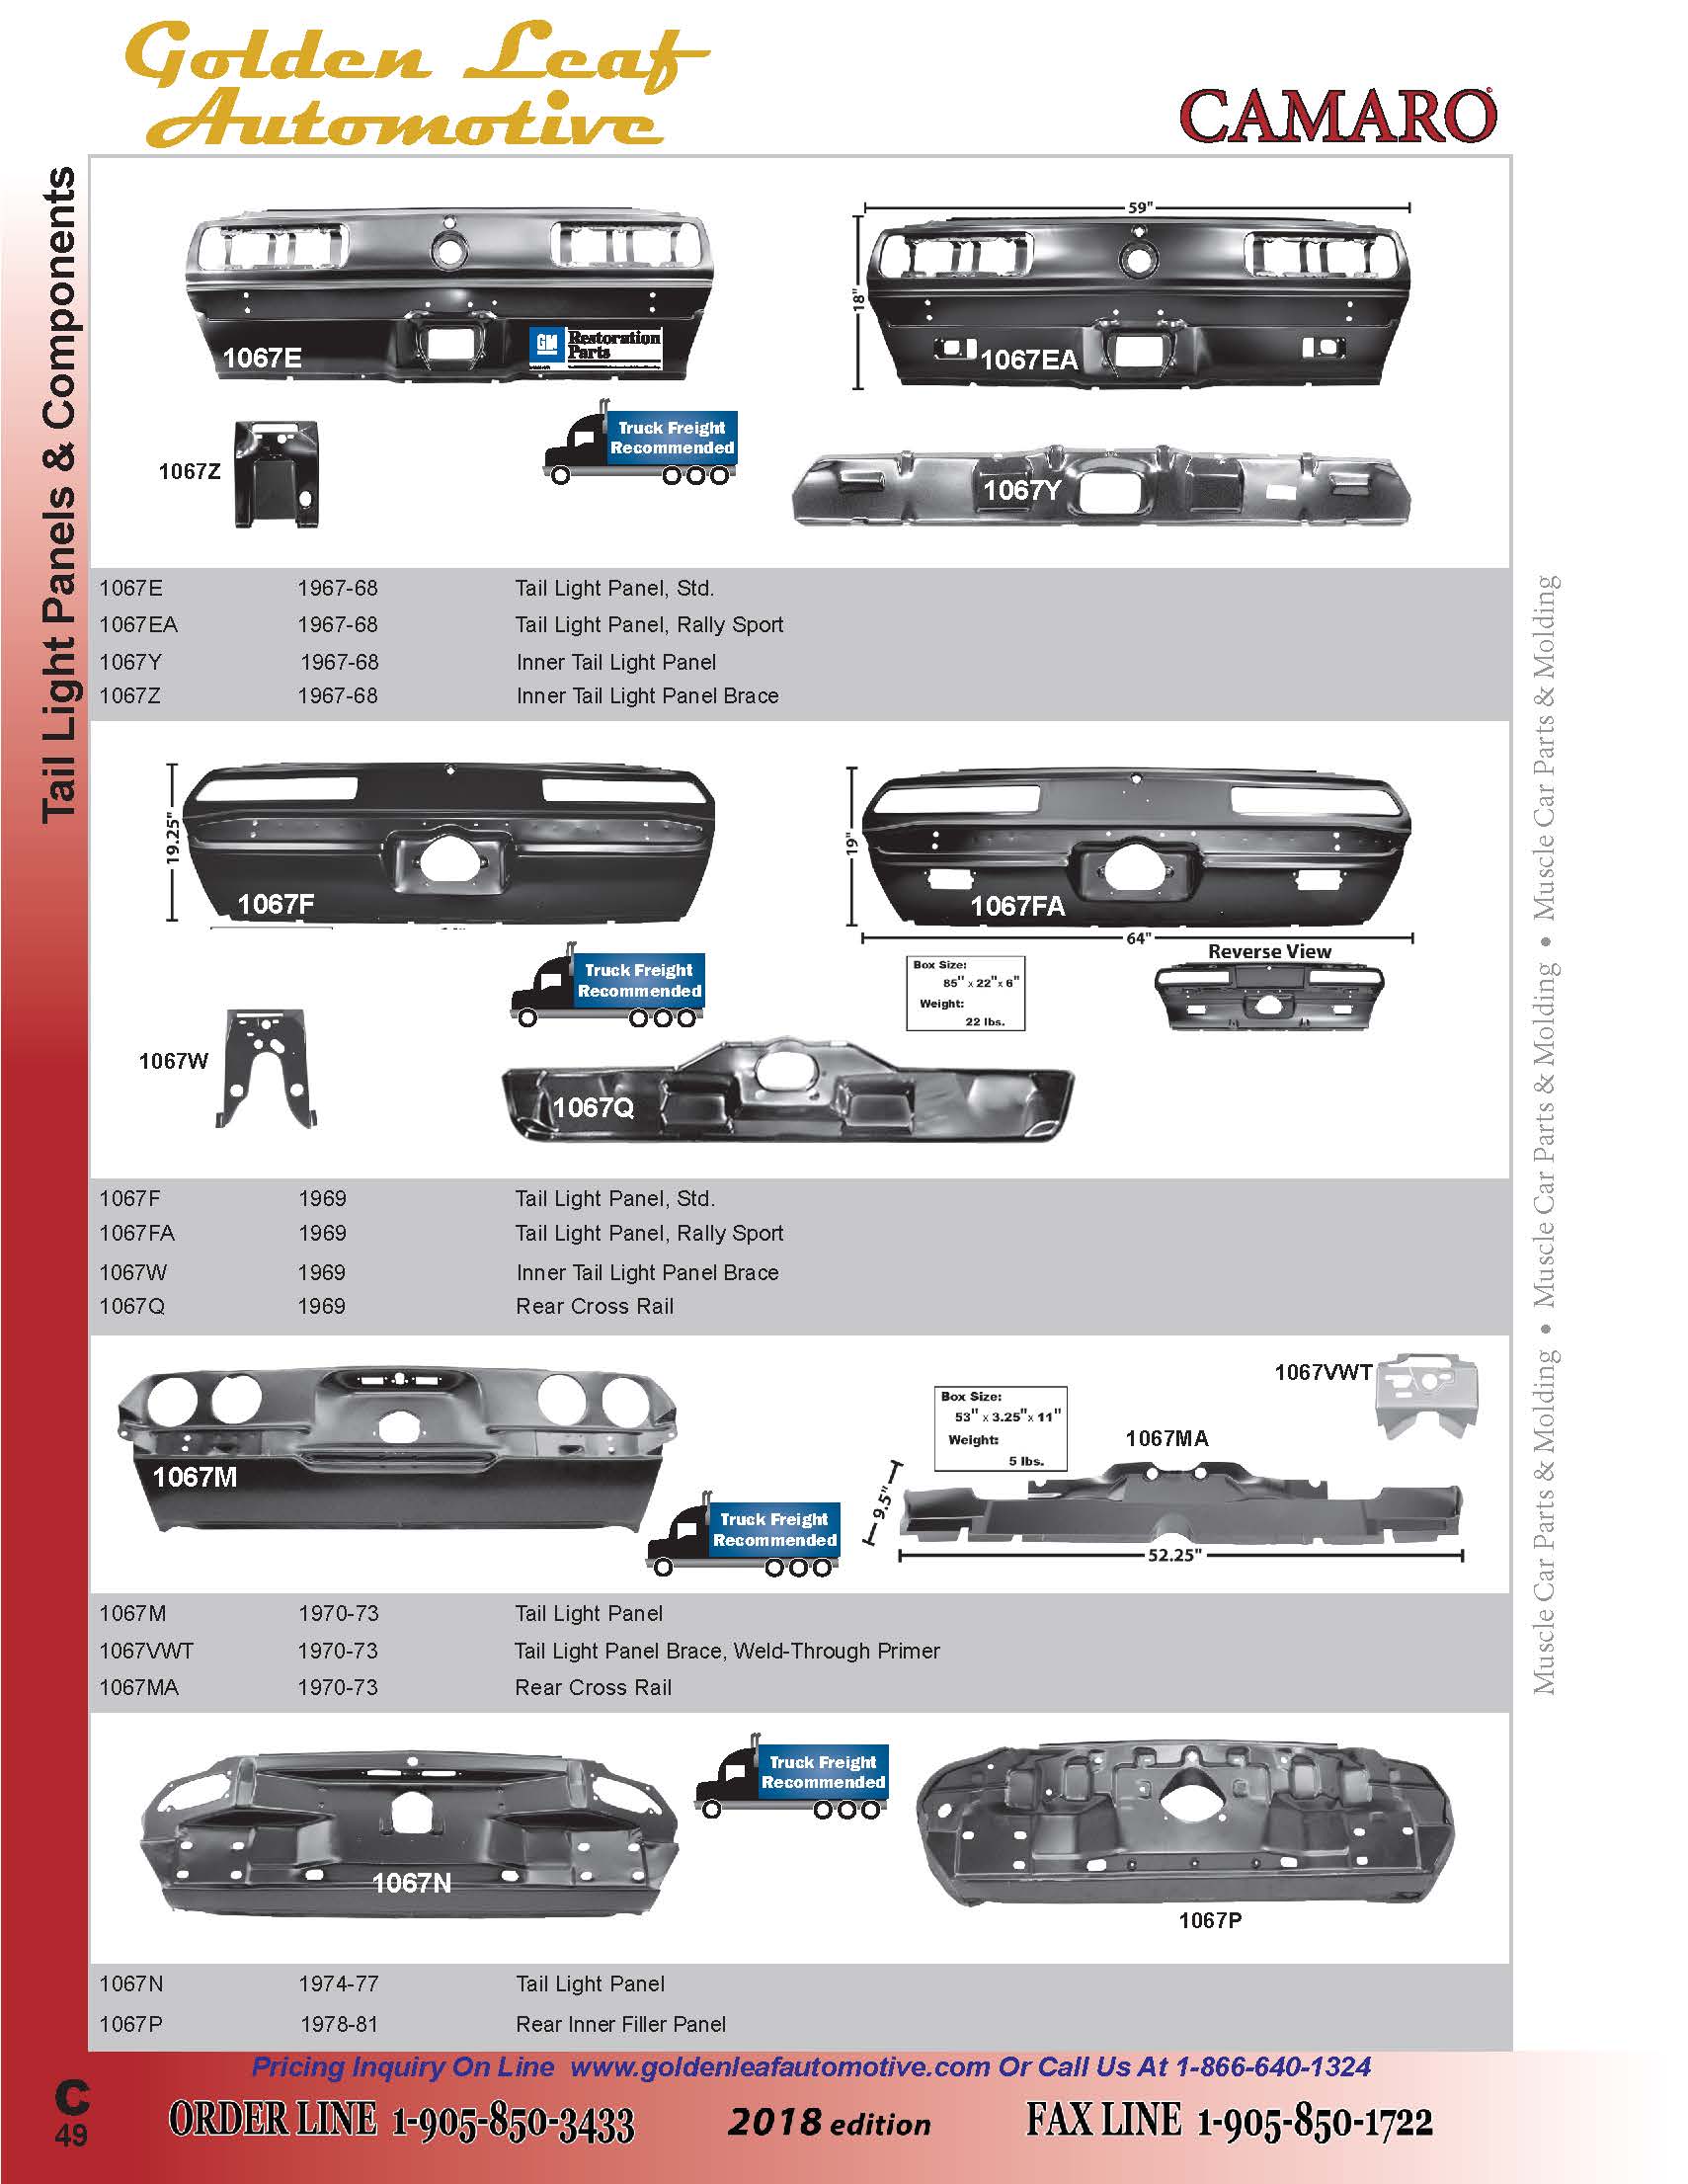 Golden Leaf
Automotive
CAMARO
Tail Light Panels & Components
59"
18"
1067E
GM Restoration
Parts
1067EA
1067Z
Truck Freight
Recommended
1067Y
1067E 1967-68 Tail Light Panel, Std.
1067EA 1967-68 Tail Light Panel, Rally Sport
1067Y 1967-68 Inner Tail Light Panel
1067Z 1967-68 Inner Tail Light Panel Brace
19.25"
1067F
19"
1067FA
64"
Reverse View
Truck Freight
Recommended
Box Size:
85" x 22" x 6"
Weight:
22 lbs.
1067W
1067Q
1067F 1969 Tail Light Panel, Std.
1067FA 1969 Tail Light Panel, Rally Sport
1067W 1969 Inner Tail Light Panel Brace
1067Q 1969 Rear Cross Rail
1067M
Truck Freight
Recommended
Box Size:
53" x 3.25" x 11"
Weight:
5 lbs.
1067VWT
1067MA
9.5"
52.25"
1067M 1970-73 Tail Light Panel
1067VWT 1970-73 Tail Light Panel Brace, Weld-Through Primer
1067MA 1970-73 Rear Cross Rail
1067N
Truck Freight
Recommended
1067P
1067N 1974-77 Tail Light Panel
1067P 1978-81 Rear Inner Filler Panel
Muscle Car Parts & Molding • Muscle Car Parts & Molding • Muscle Car Parts & Molding
Pricing Inquiry On Line www.goldenleafautomotive.com Or Call Us At 1-866-640-1324
C
49
ORDER LINE 1-905-850-3433 2018 edition FAX LINE 1-905-850-1722